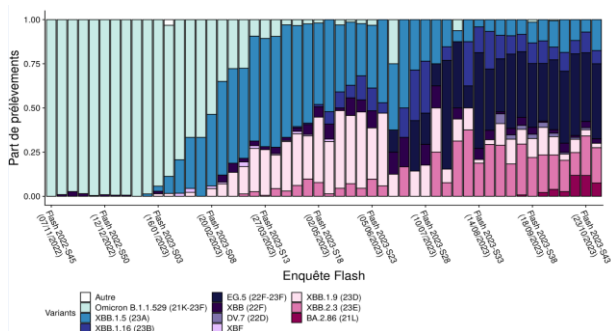 Part de prélèvements
1.00
0.75
0.50
0.25
0.00
Flash 2022-S45
(07/11/2022)
Flash 2022-S50
(12/12/2022)
Flash 2023-S03
(16/01/2023)
Flash 2023-S08
(20/02/2023)
Flash 2023-S13
(27/03/2023)
Flash 2023-S18
(02/05/2023)
Flash 2023-S23
(05/06/2023)
Flash 2023-S28
(10/07/2023)
Flash 2023-S33
(14/08/2023)
Flash 2023-S38
(18/09/2023)
Flash 2023-S43
(23/10/2023)
Enquête Flash
Variants
Autre
Omicron B.1.1.529 (21K-23F)
XBB.1.5 (23A)
XBB.1.16 (23B)
EG.5 (22F-23F)
XBB (22F)
DV.7 (22D)
XBF
XBB.1.9 (23D)
XBB.2.3 (23E)
BA.2.86 (21L)